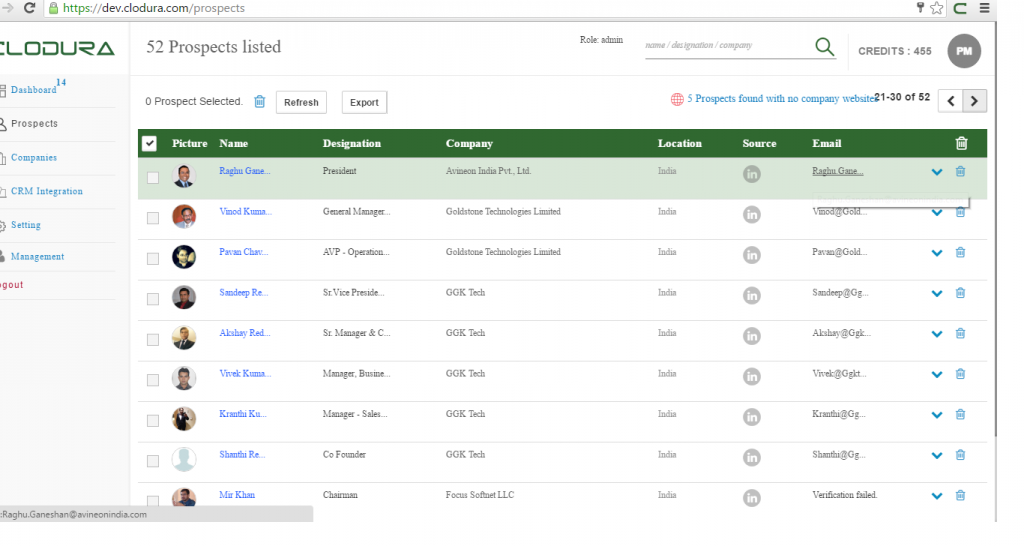 https://dev.clodura.com/prospects
CLODURA
52 Prospects listed
Role: admin
name / designation / company
CREDITS : 455
PM
Dashboard 14
Prospects
Companies
CRM Integration
Setting
Management
ogout
0 Prospect Selected.
Refresh
Export
5 Prospects found with no company website
21-30 of 52
Picture Name Designation Company Location Source Email
Raghu Gane... President Avineon India Pvt., Ltd. India in Raghu.Gane...
Vinod Kuma... General Manager... Goldstone Technologies Limited India in Vinod@Gold...
Pavan Chav... AVP - Operation... Goldstone Technologies Limited India in Pavan@Gold...
Sandeep Re... Sr.Vice Preside... GGK Tech India in Sandeep@Gg...
Akshay Red... Sr. Manager & C... GGK Tech India in Akshay@Ggk...
Vivek Kuma... Manager, Busine... GGK Tech India in Vivek@Ggkt...
Kranthi Ku... Manager - Sales... GGK Tech India in Kranthi@Gg...
Shanthi Re... Co Founder GGK Tech India in Shanthi@Gg...
Mir Khan Chairman Focus Softnet LLC India in Verification failed.
:Raghu.Ganeshan@avineonindia.com